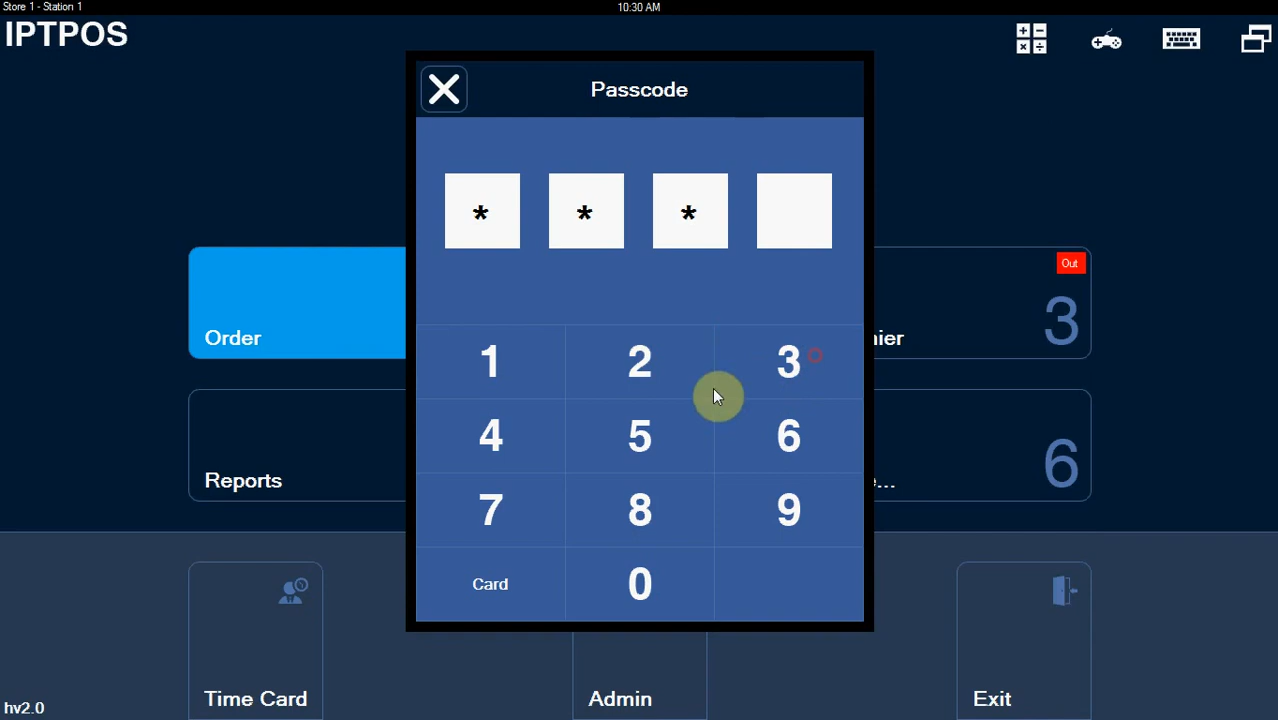 Store 1 - Station 1
10:30 AM
IPTPOS
Passcode
* * *
Out
Order
nier
3
1 2 3
4 5 6
7 8 9
Card 0
Reports
e...
6
Time Card
Admin
Exit
hv2.0